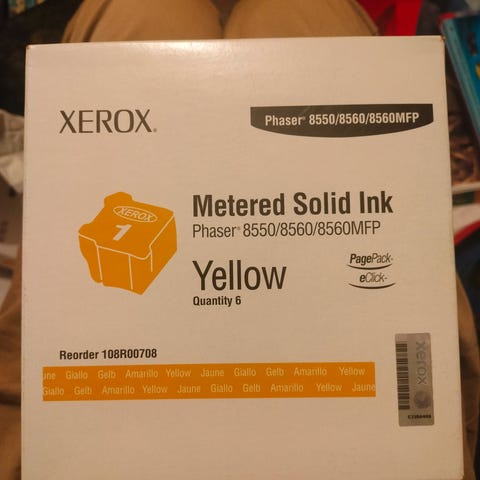 XEROX®
Phaser® 8550/8560/8560MFP
XEROX
1
Metered Solid Ink
Phaser® 8550/8560/8560MFP
Yellow
Quantity 6
PagePack
eClick
Reorder 108R00708
une Giallo Gelb Amarillo Yellow Jaune Giallo Gelb Amarillo Yellow
Giallo Gelb Amarillo Yellow Jaune Giallo Gelb Amarillo Yellow Jaune
xerox